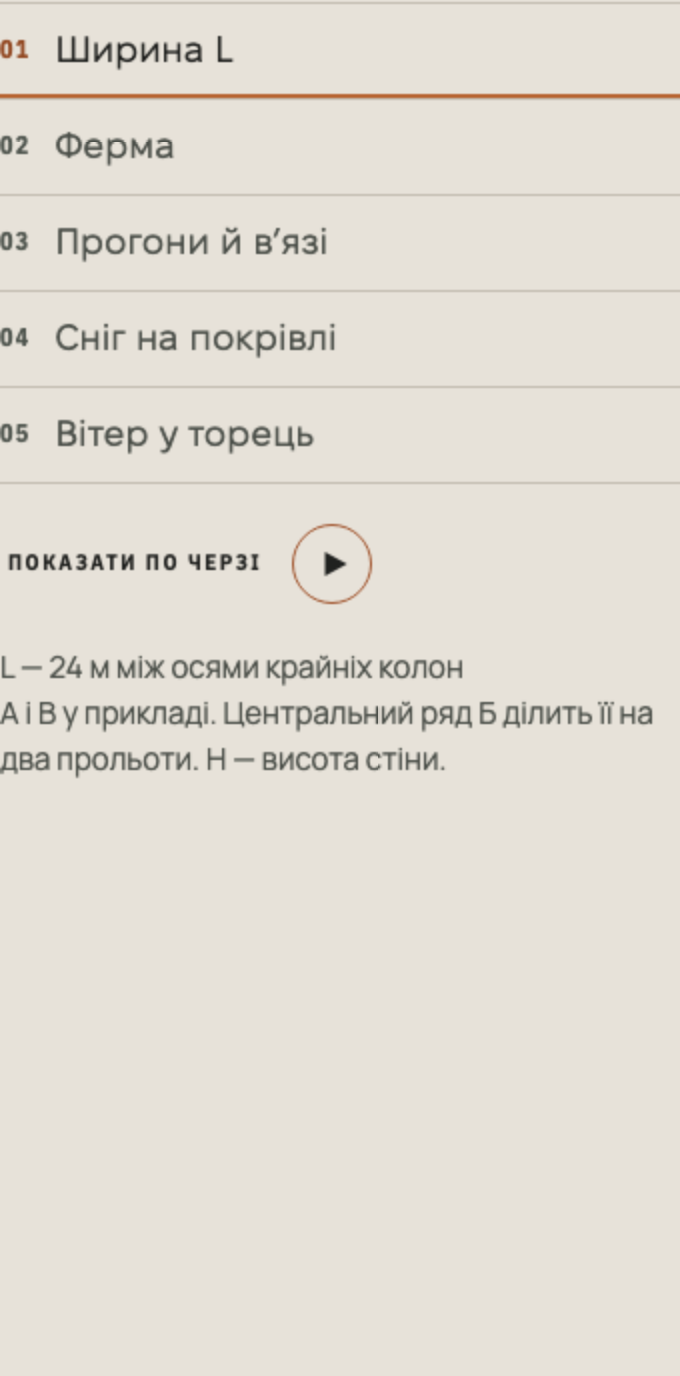 01 Ширина L
02 Ферма
03 Прогони й в’язі
04 Сніг на покрівлі
05 Вітер у торець
ПОКАЗАТИ ПО ЧЕРЗІ
L — 24 м між осями крайніх колон
А і В у прикладі. Центральний ряд Б ділить її на
два прольоти. Н — висота стіни.